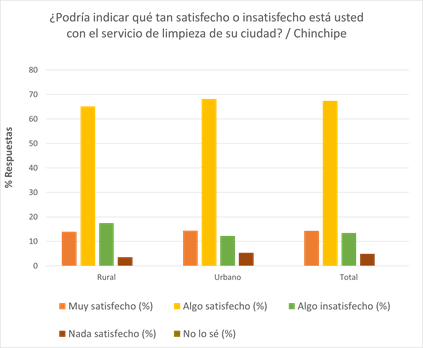 ¿Podría indicar qué tan satisfecho o insatisfecho está usted
con el servicio de limpieza de su ciudad? / Chinchipe
% Respuestas
80
70
60
50
40
30
20
10
0
Rural Urbano Total
Muy satisfecho (%) Algo satisfecho (%) Algo insatisfecho (%)
Nada satisfecho (%) No lo sé (%)